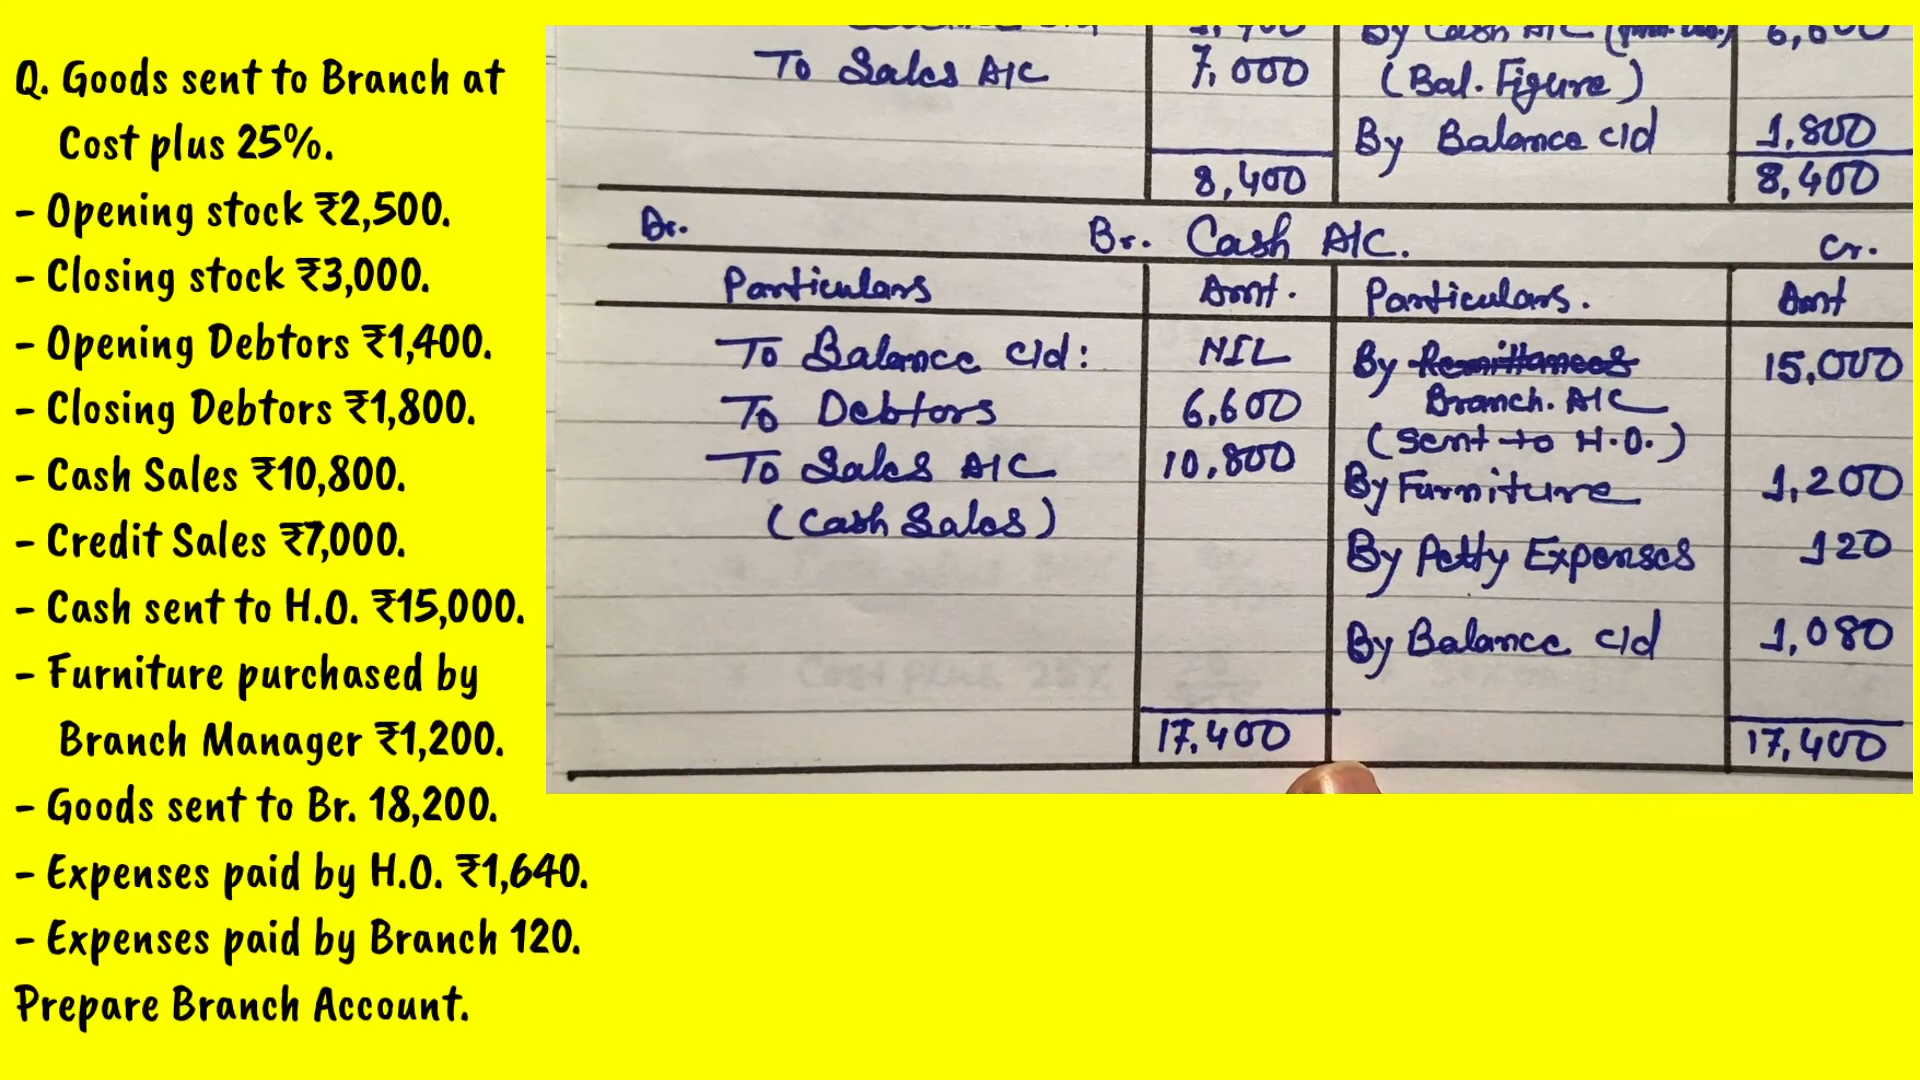 Q. Goods sent to Branch at
Cost plus 25%.
- Opening stock ₹2,500.
- Closing stock ₹3,000.
- Opening Debtors ₹1,400.
- Closing Debtors ₹1,800.
- Cash Sales ₹10,800.
- Credit Sales ₹7,000.
- Cash sent to H.O. ₹15,000.
- Furniture purchased by
Branch Manager ₹1,200.
- Goods sent to Br. 18,200.
- Expenses paid by H.O. ₹1,640.
- Expenses paid by Branch 120.
Prepare Branch Account.
By Cash A/C 6,600
To Sales A/C 7,000 (Bal. Figure)
By Balance c/d 1,800
8,400 8,400
Dr. Br. Cash A/C. Cr.
Particulars Amt. Particulars. Amt
To Balance c/d: NIL By Remittances 15,000
To Debtors 6,600 Branch. A/C
(sent to H.O.)
To Sales A/C 10,800 By Furniture 1,200
(Cash Sales)
By Petty Expenses 120
By Balance c/d 1,080
17,400 17,400